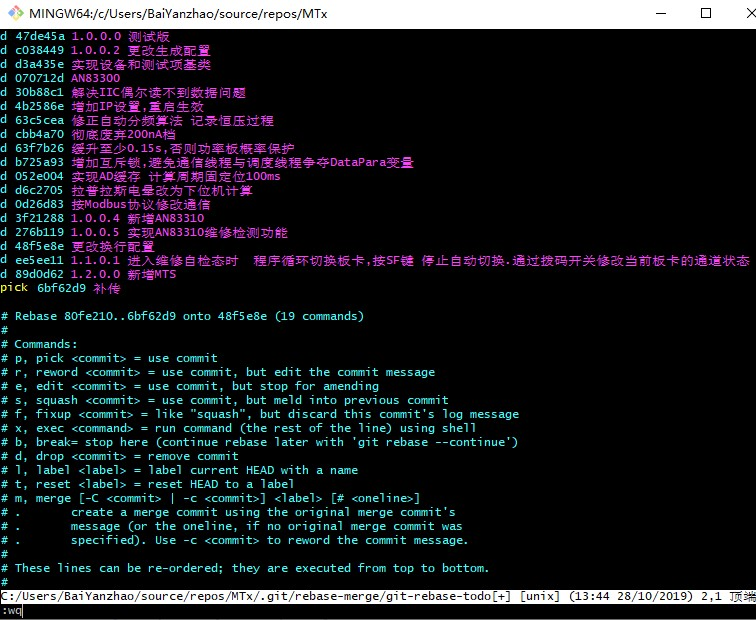 MINGW64:/c/Users/BaiYanzhao/source/repos/MTx
d 47de45a 1.0.0.0 测试版
d c038449 1.0.0.2 更改生成配置
d d3a435e 实现设备和测试项基类
d 070712d AN83300
d 30b88c1 解决IIC偶尔读不到数据问题
d 4b2586e 增加IP设置,重启生效
d 63c5cea 修正自动分频算法 记录恒压过程
d cbb4a70 彻底废弃200nA档
d 63f7b26 缓升至少0.15s,否则功率板概率保护
d b725a93 增加互斥锁,避免通信线程与调度线程争夺DataPara变量
d 052e004 实现AD缓存 计算周期固定位100ms
d d6c2705 拉普拉斯电晕改为下位机计算
d 0d26d83 按Modbus协议修改通信
d 3f21288 1.0.0.4 新增AN83310
d 276b119 1.0.0.5 实现AN83310维修检测功能
d 48f5e8e 更改换行配置
d ee5ee11 1.1.0.1 进入维修自检态时 程序循环切换板卡,按SF键 停止自动切换.通过拨码开关修改当前板卡的通道状态
d 89d0d62 1.2.0.0 新增MTS
pick 6bf62d9 补传
# Rebase 80fe210..6bf62d9 onto 48f5e8e (19 commands)
#
# Commands:
# p, pick <commit> = use commit
# r, reword <commit> = use commit, but edit the commit message
# e, edit <commit> = use commit, but stop for amending
# s, squash <commit> = use commit, but meld into previous commit
# f, fixup <commit> = like "squash", but discard this commit's log message
# x, exec <command> = run command (the rest of the line) using shell
# b, break= stop here (continue rebase later with 'git rebase --continue')
# d, drop <commit> = remove commit
# l, label <label> = label current HEAD with a name
# t, reset <label> = reset HEAD to a label
# m, merge [-C <commit> | -c <commit>] <label> [# <oneline>]
# . create a merge commit using the original merge commit's
# . message (or the oneline, if no original merge commit was
# . specified). Use -c <commit> to reword the commit message.
#
# These lines can be re-ordered; they are executed from top to bottom.
#
C:/Users/BaiYanzhao/source/repos/MTx/.git/rebase-merge/git-rebase-todo[+] [unix] (13:44 28/10/2019) 2,1 顶端
:wq